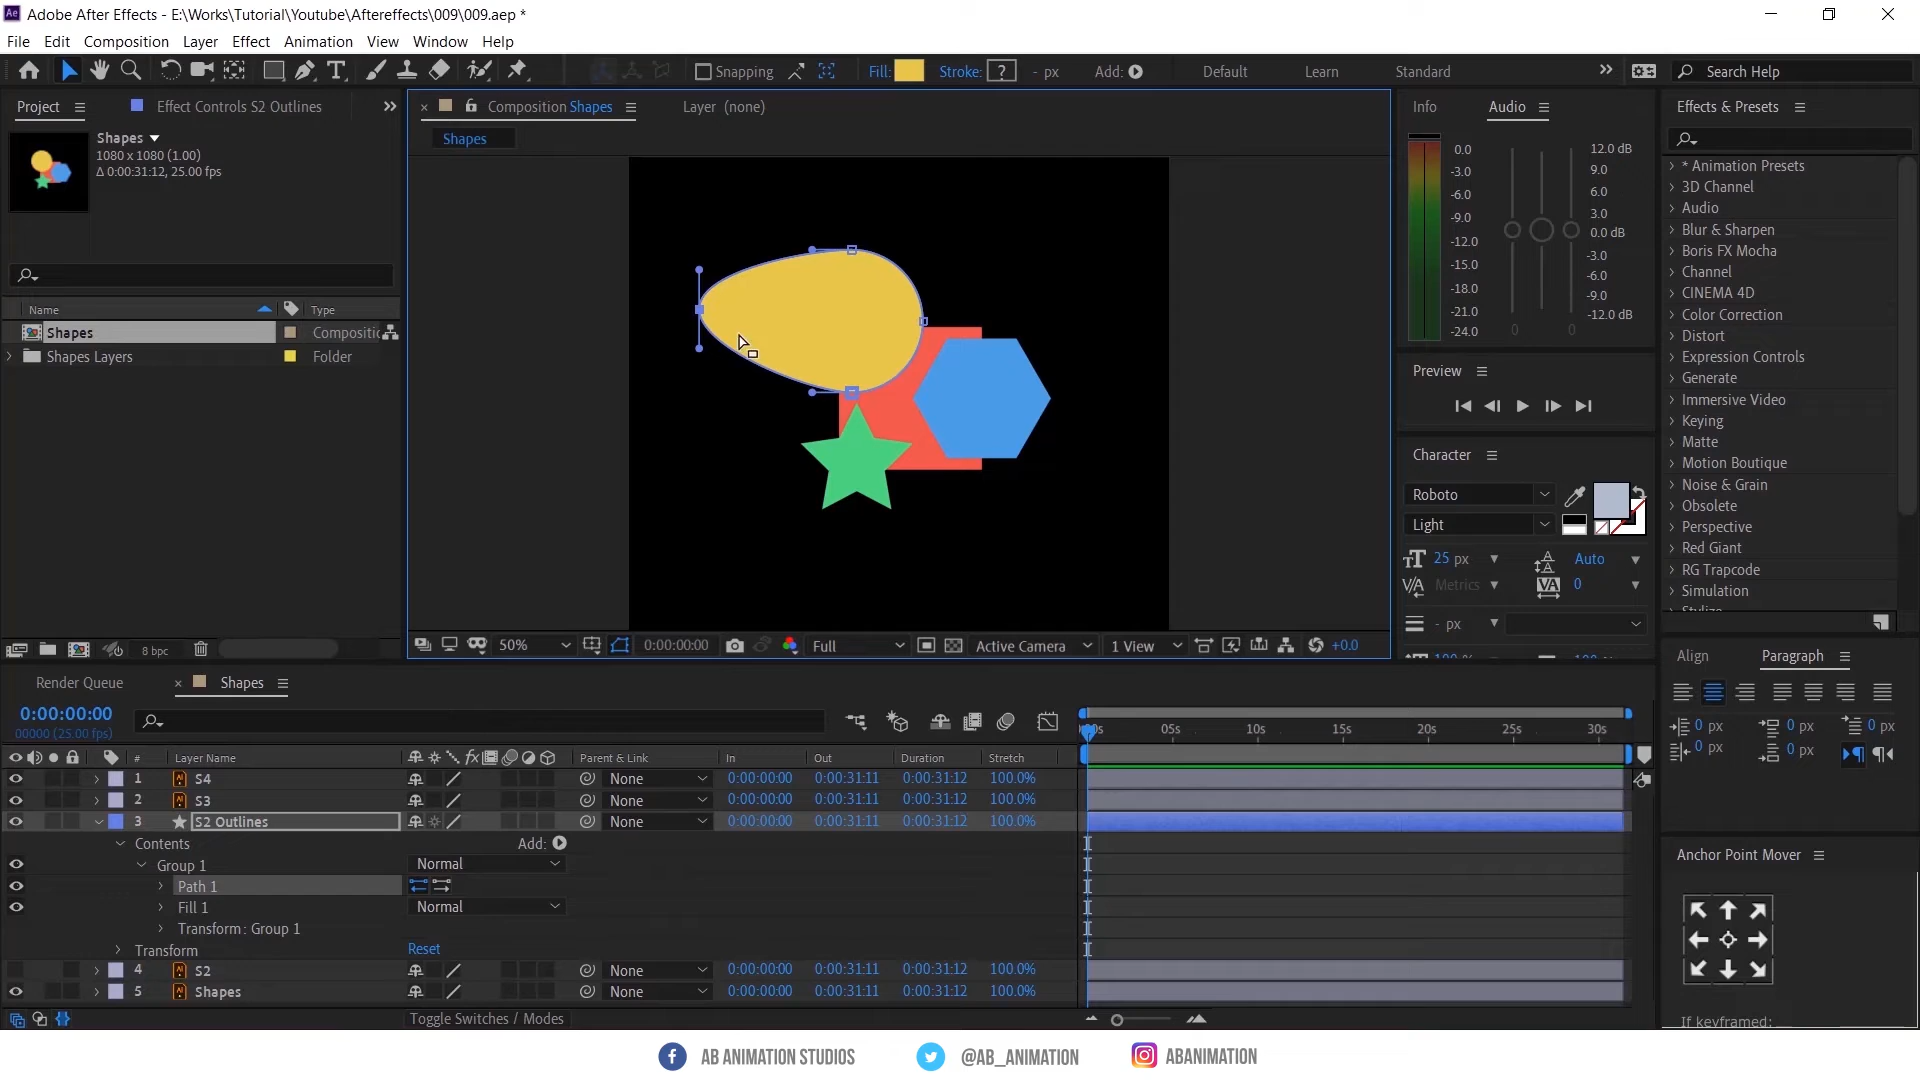 Adobe After Effects - E:\Works\Tutorial\Youtube\Aftereffects\009\009.aep *
File Edit Composition Layer Effect Animation View Window Help
Snapping Fill: Stroke: ? - px Add: Default Learn Standard Search Help
Project Effect Controls S2 Outlines
Shapes
1080 x 1080 (1.00)
Δ 0:00:31:12, 25.00 fps
Name Type
Shapes Compositic
Shapes Layers Folder
8 bpc
Composition Shapes Layer (none)
Shapes
50% 0:00:00:00 Full Active Camera 1 View +0.0
Info Audio
0.0
-3.0
-6.0
-9.0
-12.0
-15.0
-18.0
-21.0
-24.0
12.0 dB
9.0
6.0
3.0
0.0 dB
-3.0
-6.0
-9.0
-12.0 dB
0 0
Preview
Character
Roboto
Light
25 px Auto
Metrics 0
- px
Effects & Presets
* Animation Presets
3D Channel
Audio
Blur & Sharpen
Boris FX Mocha
Channel
CINEMA 4D
Color Correction
Distort
Expression Controls
Generate
Immersive Video
Keying
Matte
Motion Boutique
Noise & Grain
Obsolete
Perspective
Red Giant
RG Trapcode
Simulation
Align Paragraph
0 px 0 px 0 px
0 px 0 px
Anchor Point Mover
If keyframed:
Render Queue Shapes
0:00:00:00
00000 (25.00 fps)
05s 10s 15s 20s 25s 30s
# Layer Name Parent & Link In Out Duration Stretch
1 S4 None 0:00:00:00 0:00:31:11 0:00:31:12 100.0%
2 S3 None 0:00:00:00 0:00:31:11 0:00:31:12 100.0%
3 S2 Outlines None 0:00:00:00 0:00:31:11 0:00:31:12 100.0%
Contents Add:
Group 1 Normal
Path 1
Fill 1 Normal
Transform: Group 1
Transform Reset
4 S2 None 0:00:00:00 0:00:31:11 0:00:31:12 100.0%
5 Shapes None 0:00:00:00 0:00:31:11 0:00:31:12 100.0%
Toggle Switches / Modes
AB ANIMATION STUDIOS @AB_ANIMATION ABANIMATION